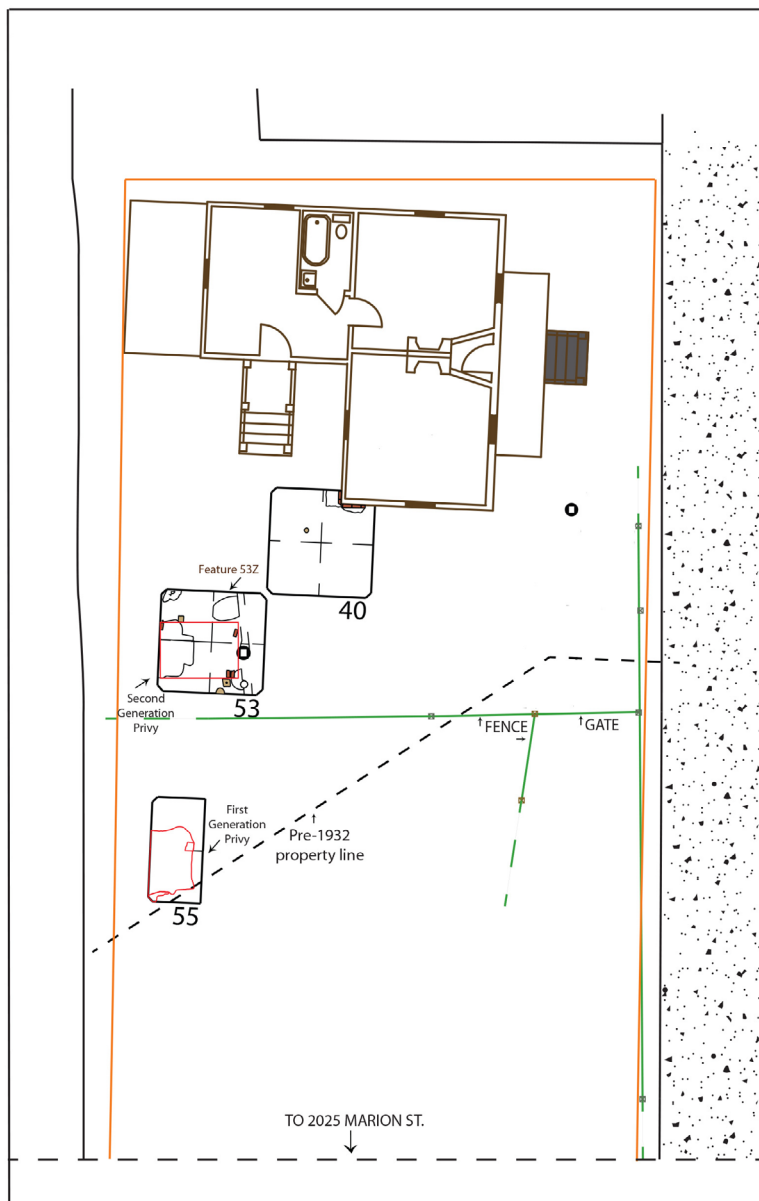 Feature 53Z
40
Second
Generation
Privy
53
FENCE
GATE
First
Generation
Privy
Pre-1932
property line
55
TO 2025 MARION ST.